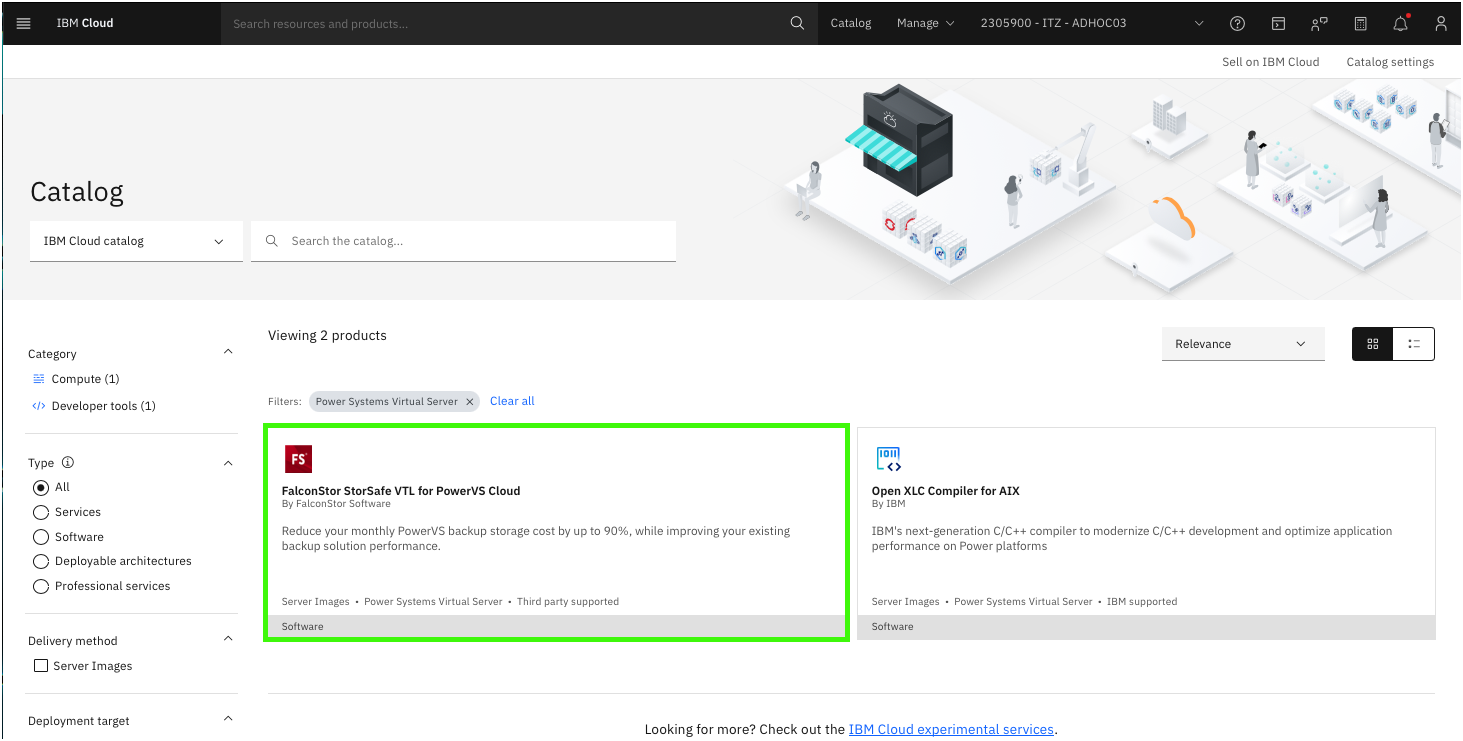 IBM Cloud
Search resources and products...
Catalog
Manage
2305900 - ITZ - ADHOC03
Sell on IBM Cloud
Catalog settings
Catalog
IBM Cloud catalog
Search the catalog...
Category
Compute (1)
Developer tools (1)
Type
All
Services
Software
Deployable architectures
Professional services
Delivery method
Server Images
Deployment target
Viewing 2 products
Relevance
Filters:
Power Systems Virtual Server
Clear all
FS
FalconStor StorSafe VTL for PowerVS Cloud
By FalconStor Software
Reduce your monthly PowerVS backup storage cost by up to 90%, while improving your existing
backup solution performance.
Server Images • Power Systems Virtual Server • Third party supported
Software
Open XLC Compiler for AIX
By IBM
IBM's next-generation C/C++ compiler to modernize C/C++ development and optimize application
performance on Power platforms
Server Images • Power Systems Virtual Server • IBM supported
Software
Looking for more? Check out the IBM Cloud experimental services.